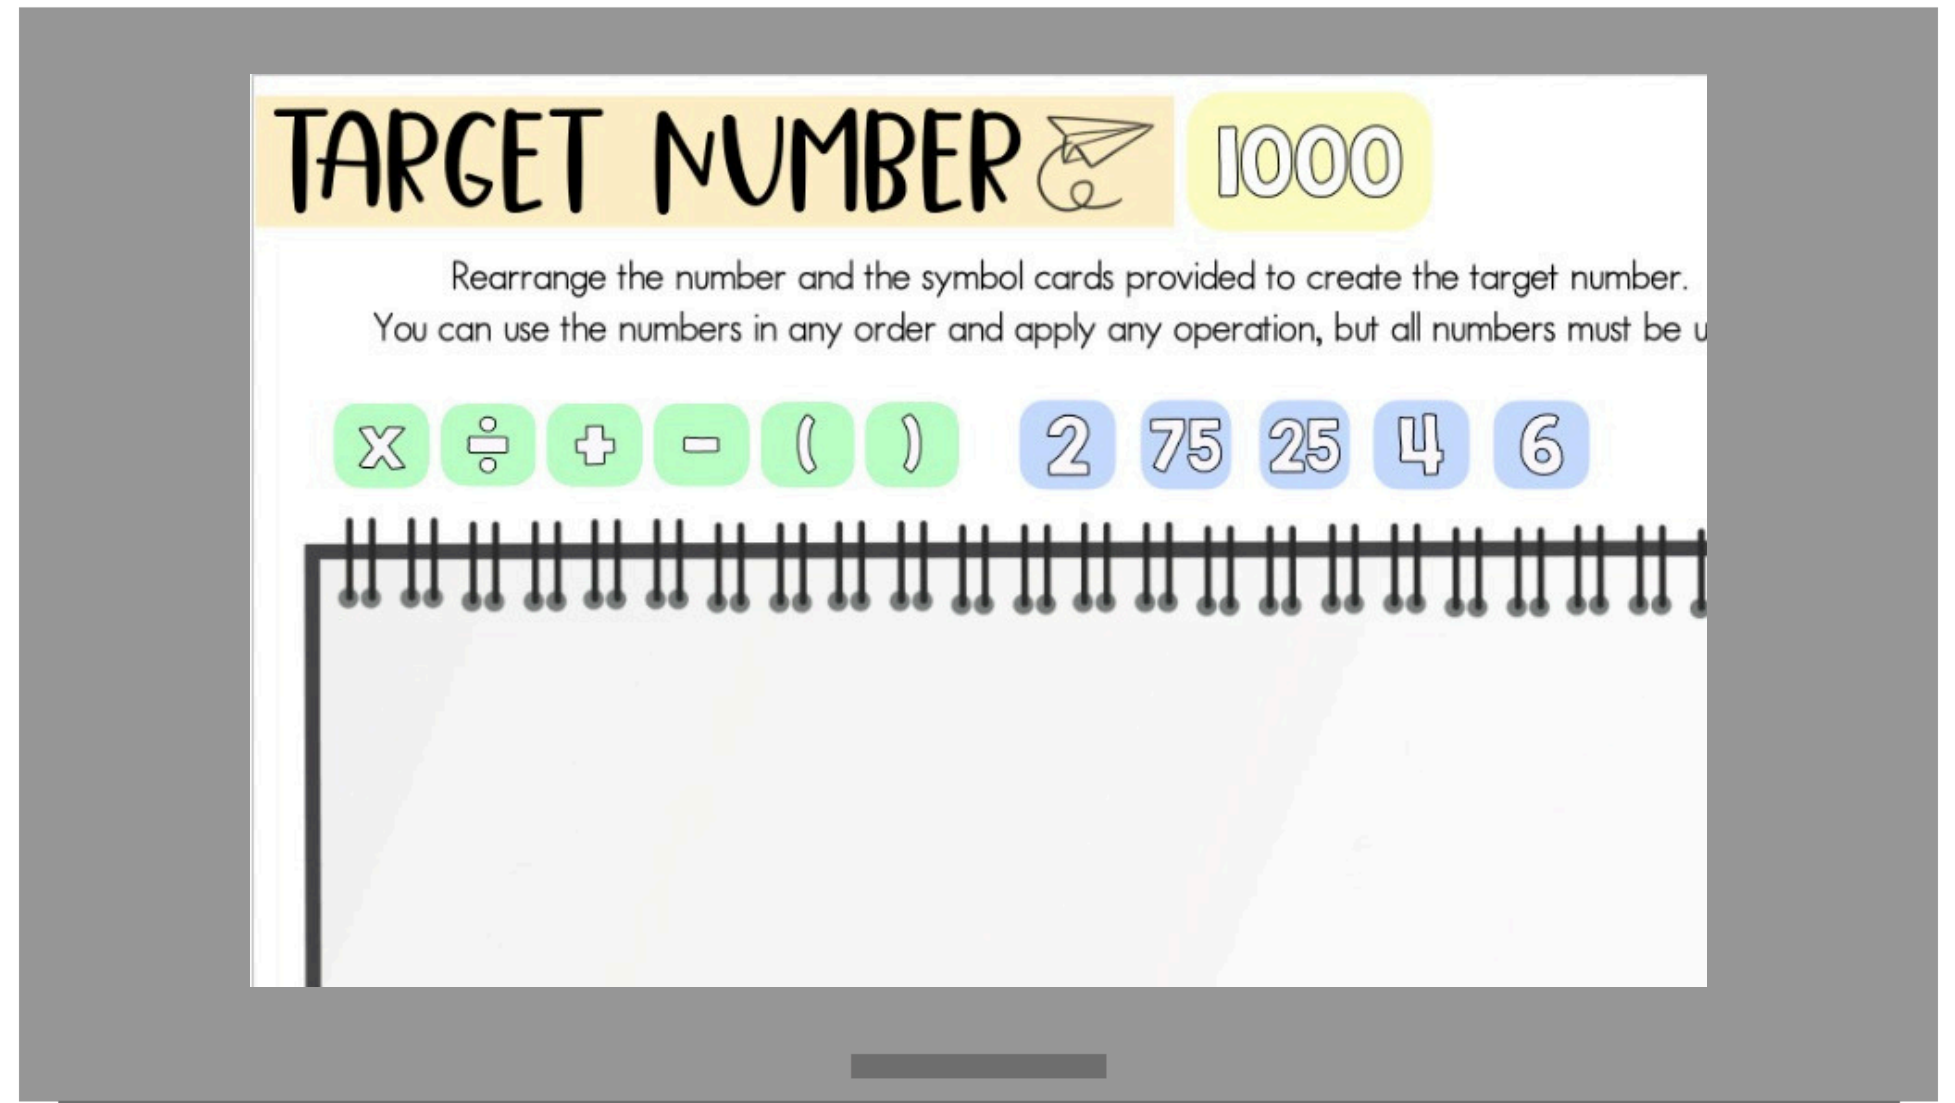 TARGET NUMBER 1000
Rearrange the number and the symbol cards provided to create the target number.
You can use the numbers in any order and apply any operation, but all numbers must be u
x ÷ + - ( ) 2 75 25 4 6